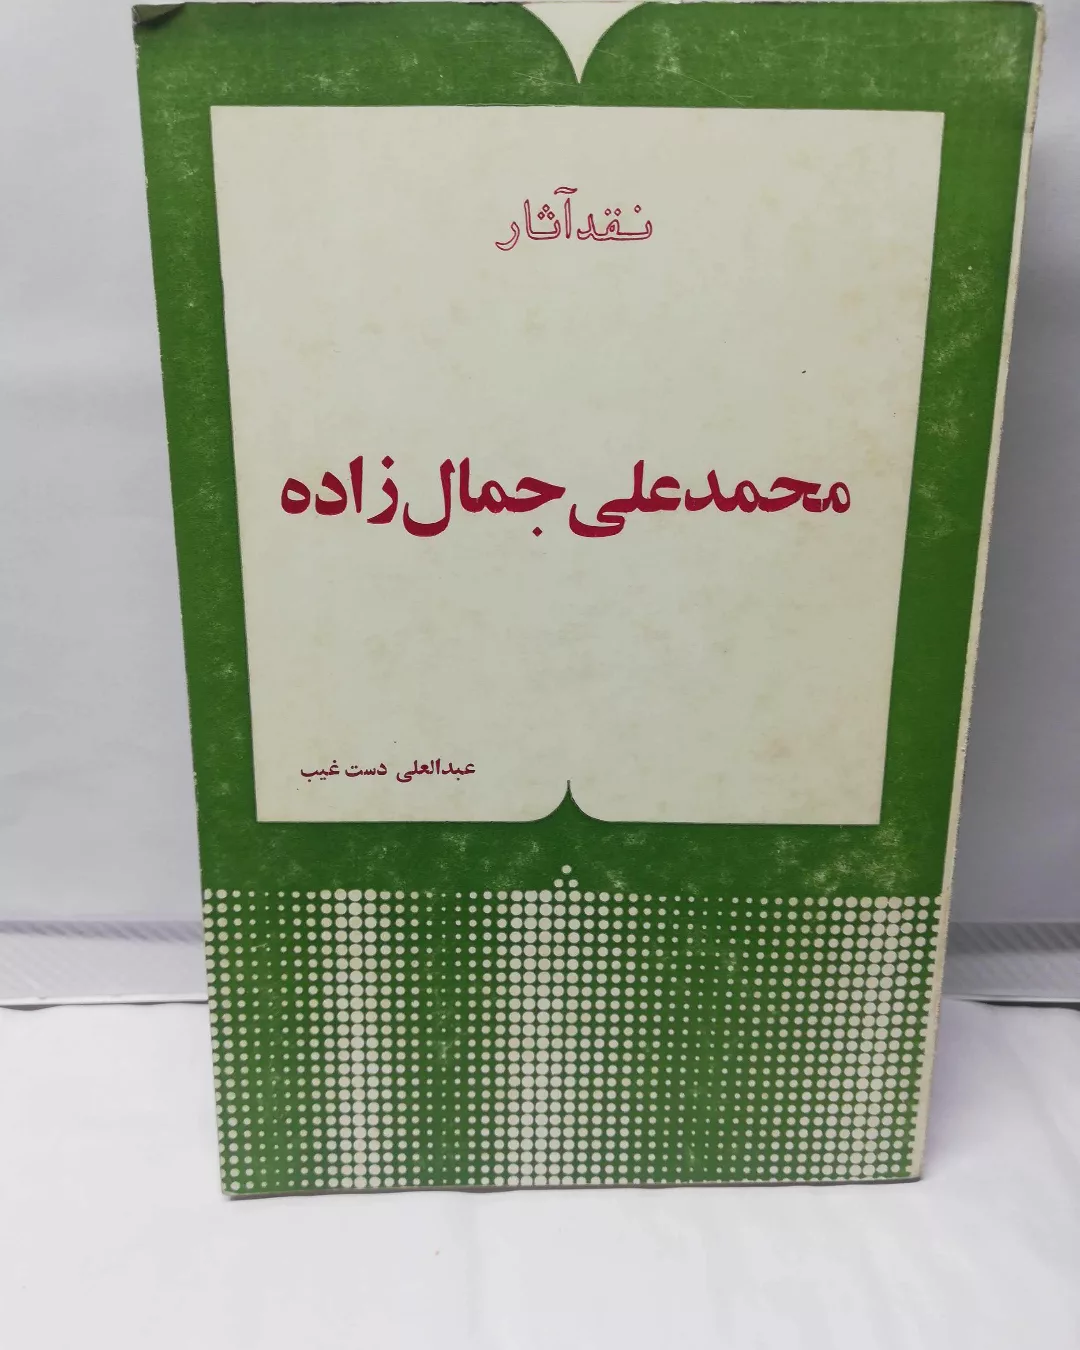 نقد آثار
محمدعلی جمال زاده
عبدالعلی دست غیب